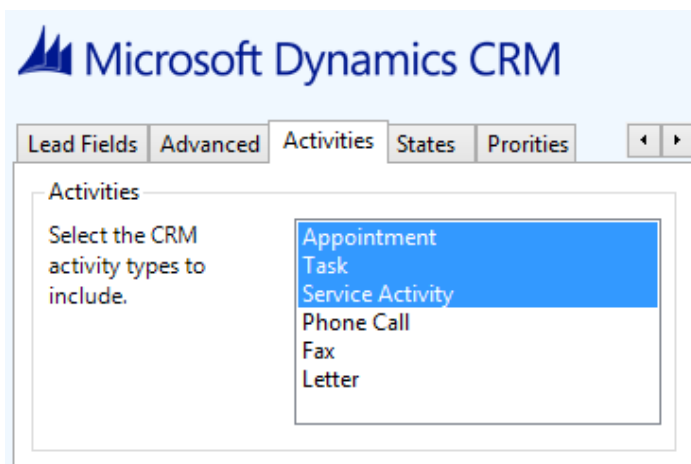 Microsoft Dynamics CRM
Lead Fields Advanced Activities States Prorities
Activities
Select the CRM
activity types to
include.
Appointment
Task
Service Activity
Phone Call
Fax
Letter